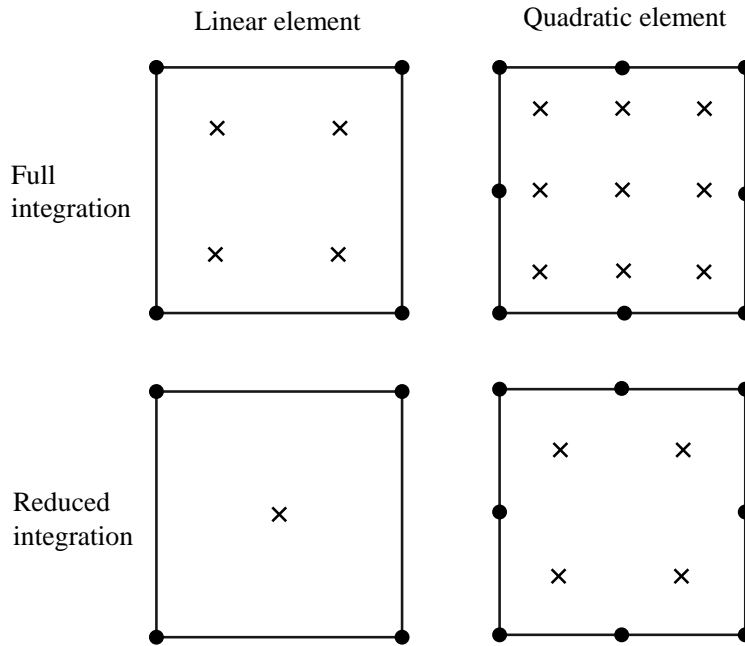 Linear element
Quadratic element
Full
integration
Reduced
integration